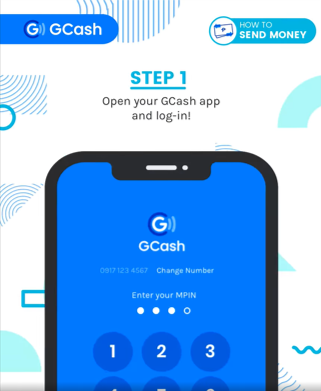 GCash
HOW TO
SEND MONEY
STEP 1
Open your GCash app
and log-in!
GCash
0917 123 4567 Change Number
Enter your MPIN
1 2 3